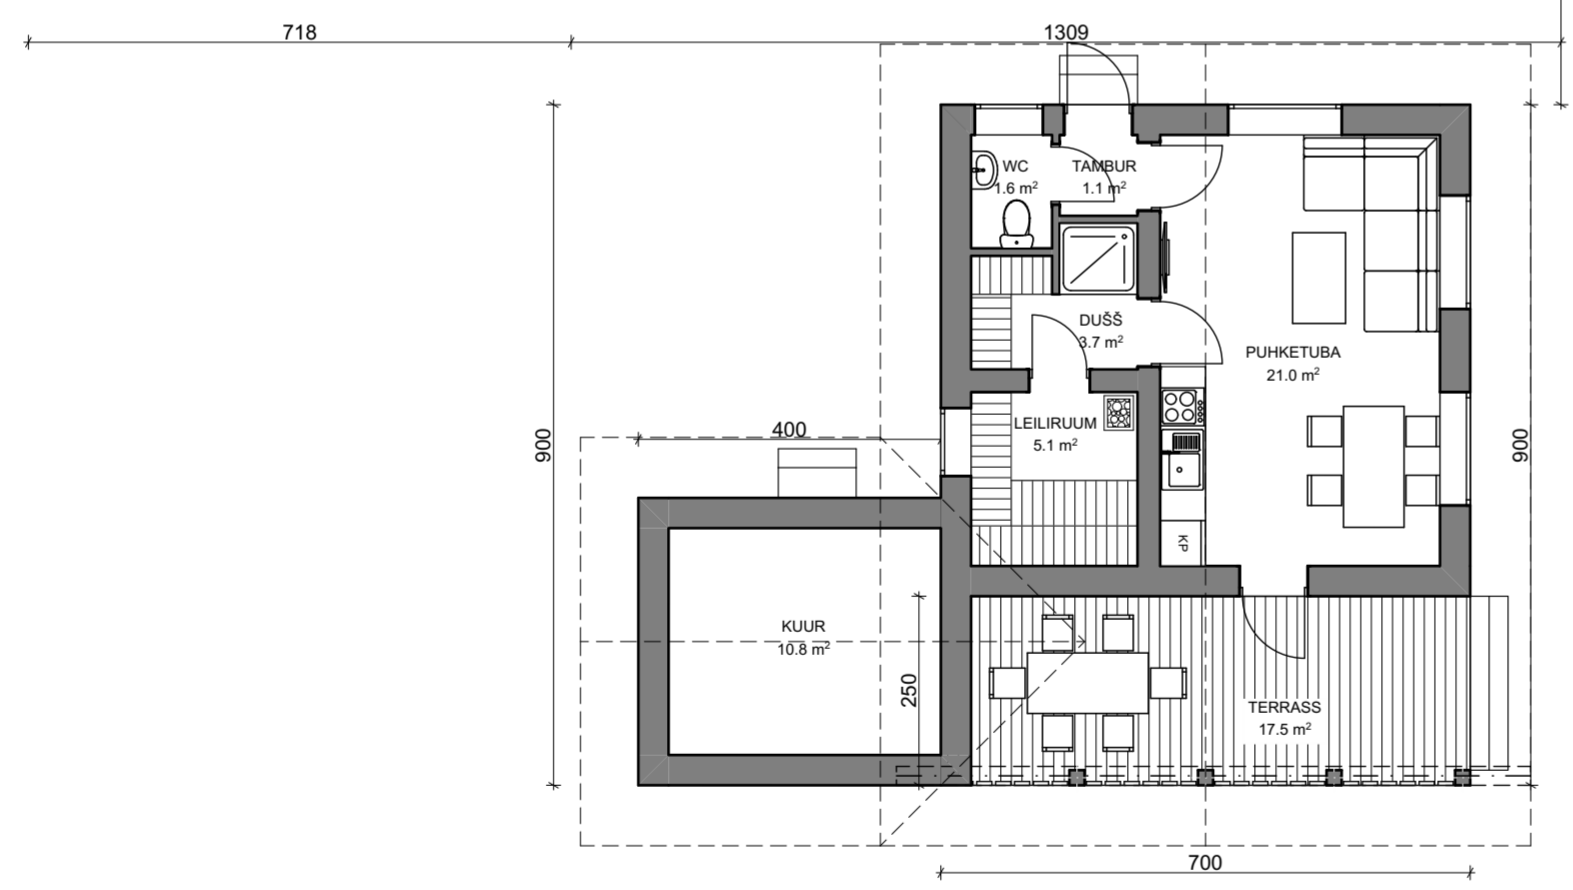 718
1309
WC
1.6 m²
TAMBUR
1.1 m²
DUŠŠ
3.7 m²
PUHKETUBA
21.0 m²
400
LEILIRUUM
5.1 m²
900
900
KP
KUUR
10.8 m²
250
TERRASS
17.5 m²
700